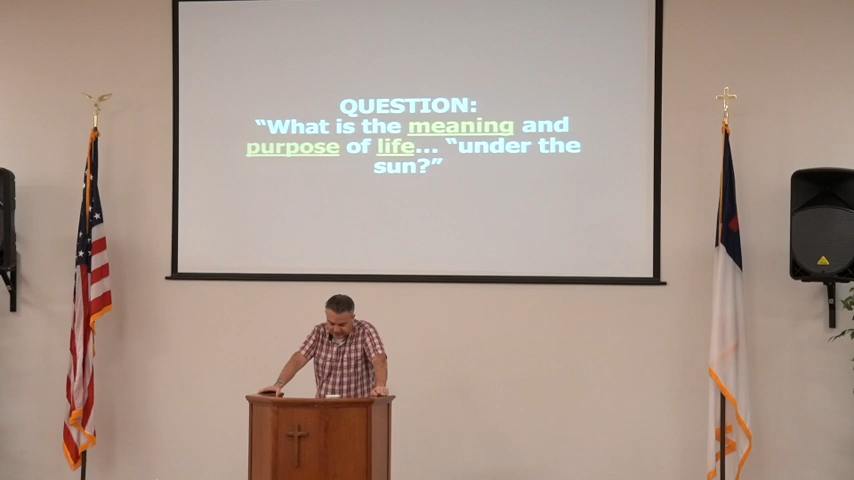 QUESTION:
“What is the meaning and
purpose of life... “under the
sun?”